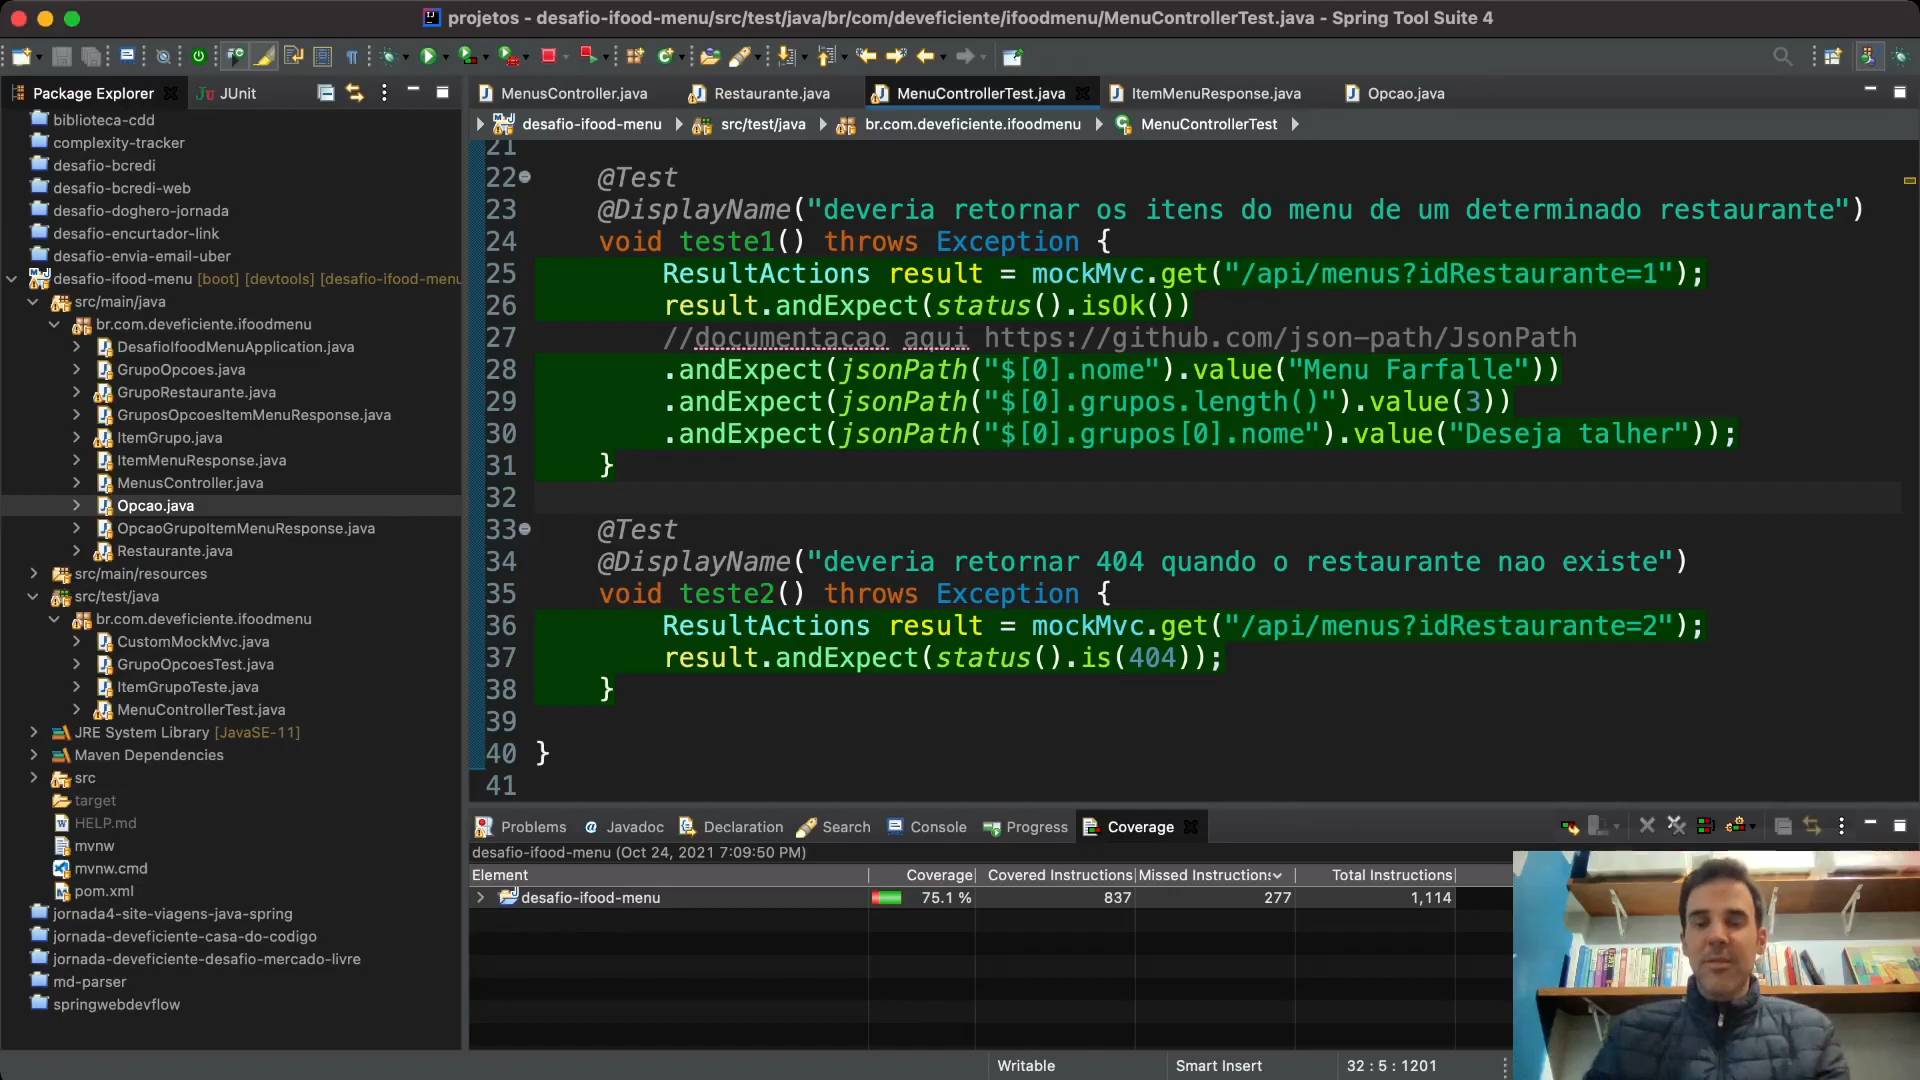 projetos - desafio-ifood-menu/src/test/java/br/com/deveficiente/ifoodmenu/MenuControllerTest.java - Spring Tool Suite 4
Package Explorer
JUnit
biblioteca-cdd
complexity-tracker
desafio-bcredi
desafio-bcredi-web
desafio-doghero-jornada
desafio-encurtador-link
desafio-envia-email-uber
desafio-ifood-menu [boot] [devtools] [desafio-ifood-menu
src/main/java
br.com.deveficiente.ifoodmenu
DesafioIfoodMenuApplication.java
GrupoOpcoes.java
GrupoRestaurante.java
GruposOpcoesItemMenuResponse.java
ItemGrupo.java
ItemMenuResponse.java
MenusController.java
Opcao.java
OpcaoGrupoItemMenuResponse.java
Restaurante.java
src/main/resources
src/test/java
br.com.deveficiente.ifoodmenu
CustomMockMvc.java
GrupoOpcoesTest.java
ItemGrupoTeste.java
MenuControllerTest.java
JRE System Library [JavaSE-11]
Maven Dependencies
src
target
HELP.md
mvnw
mvnw.cmd
pom.xml
jornada4-site-viagens-java-spring
jornada-deveficiente-casa-do-codigo
jornada-deveficiente-desafio-mercado-livre
md-parser
springwebdevflow
MenusController.java
Restaurante.java
MenuControllerTest.java
ItemMenuResponse.java
Opcao.java
desafio-ifood-menu
src/test/java
br.com.deveficiente.ifoodmenu
MenuControllerTest
21
22 @Test
23 @DisplayName("deveria retornar os itens do menu de um determinado restaurante")
24 void teste1() throws Exception {
25 ResultActions result = mockMvc.get("/api/menus?idRestaurante=1");
26 result.andExpect(status().isOk())
27 //documentacao aqui https://github.com/json-path/JsonPath
28 .andExpect(jsonPath("$[0].nome").value("Menu Farfalle"))
29 .andExpect(jsonPath("$[0].grupos.length()").value(3))
30 .andExpect(jsonPath("$[0].grupos[0].nome").value("Deseja talher"));
31 }
32
33 @Test
34 @DisplayName("deveria retornar 404 quando o restaurante nao existe")
35 void teste2() throws Exception {
36 ResultActions result = mockMvc.get("/api/menus?idRestaurante=2");
37 result.andExpect(status().is(404));
38 }
39
40 }
41
Problems
@ Javadoc
Declaration
Search
Console
Progress
Coverage
desafio-ifood-menu (Oct 24, 2021 7:09:50 PM)
Element Coverage Covered Instructions Missed Instructions Total Instructions
desafio-ifood-menu 75.1 % 837 277 1,114
Writable
Smart Insert
32 : 5 : 1201